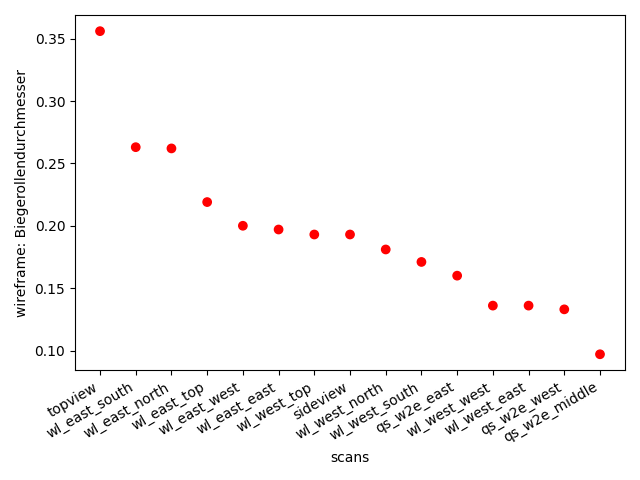 0.35
0.30
0.25
0.20
0.15
0.10
wireframe: Biegerollendurchmesser
topview
wl_east_south
wl_east_north
wl_east_top
wl_east_west
wl_east_east
wl_west_top
sideview
wl_west_north
wl_west_south
qs_w2e_east
wl_west_west
wl_west_east
qs_w2e_west
qs_w2e_middle
scans